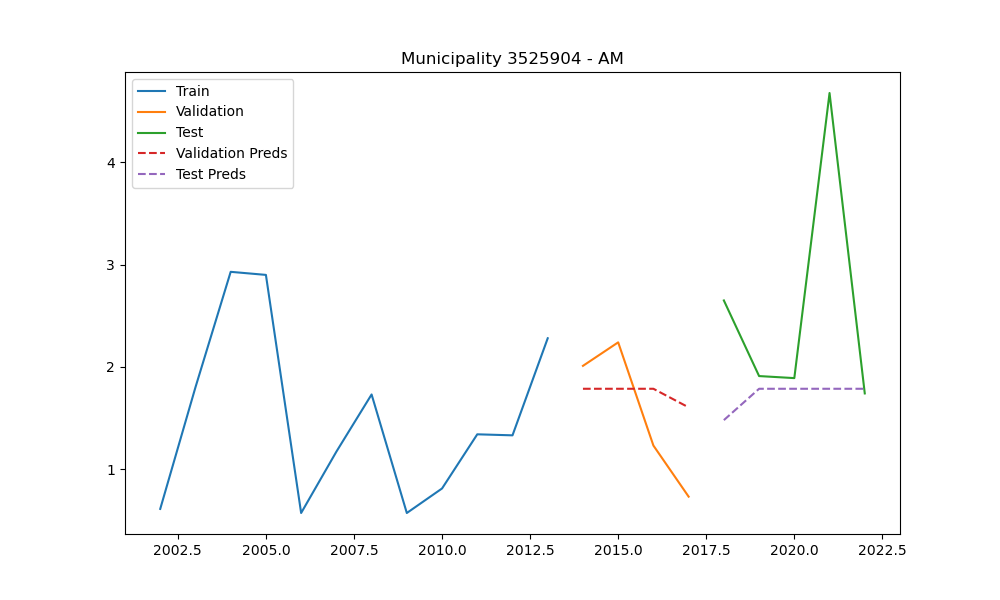 Municipality 3525904 - AM
Train
Validation
Test
Validation Preds
Test Preds
4
3
2
1
2002.5 2005.0 2007.5 2010.0 2012.5 2015.0 2017.5 2020.0 2022.5